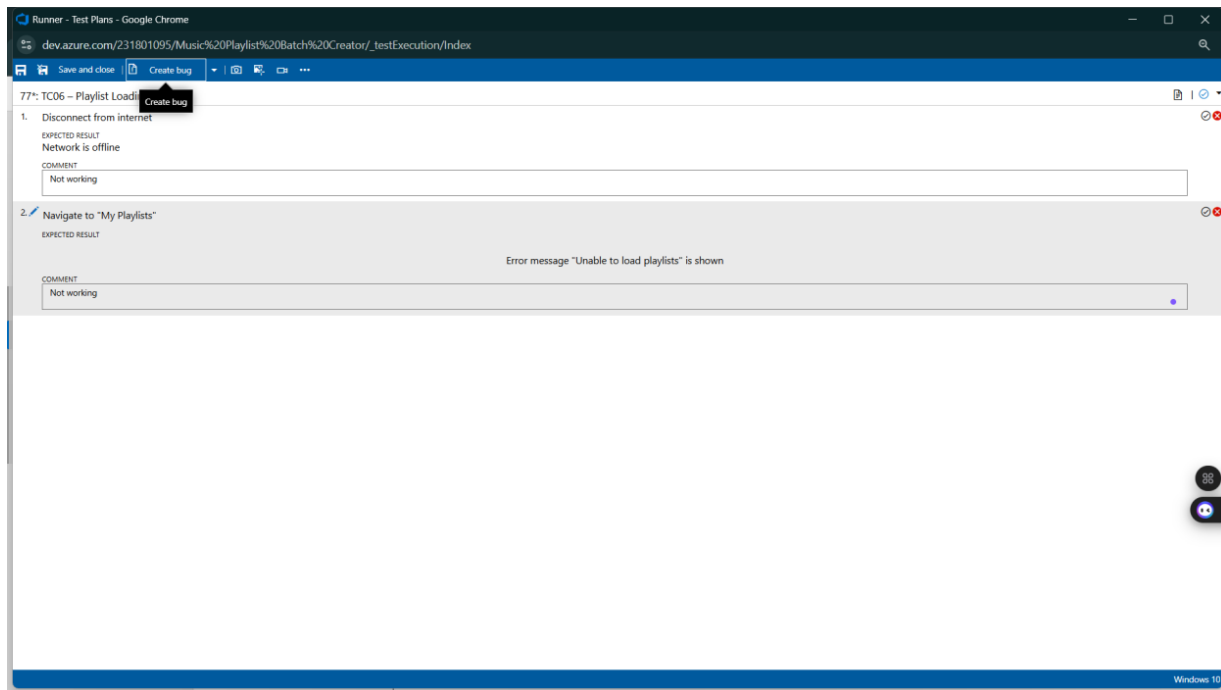 Runner - Test Plans - Google Chrome
dev.azure.com/231801095/Music%20Playlist%20Batch%20Creator/_testExecution/Index
Save and close | Create bug
77*: TC06 – Playlist Loadi
Create bug
1. Disconnect from internet
EXPECTED RESULT
Network is offline
COMMENT
Not working
2. Navigate to "My Playlists"
EXPECTED RESULT
Error message "Unable to load playlists" is shown
COMMENT
Not working
Windows 10